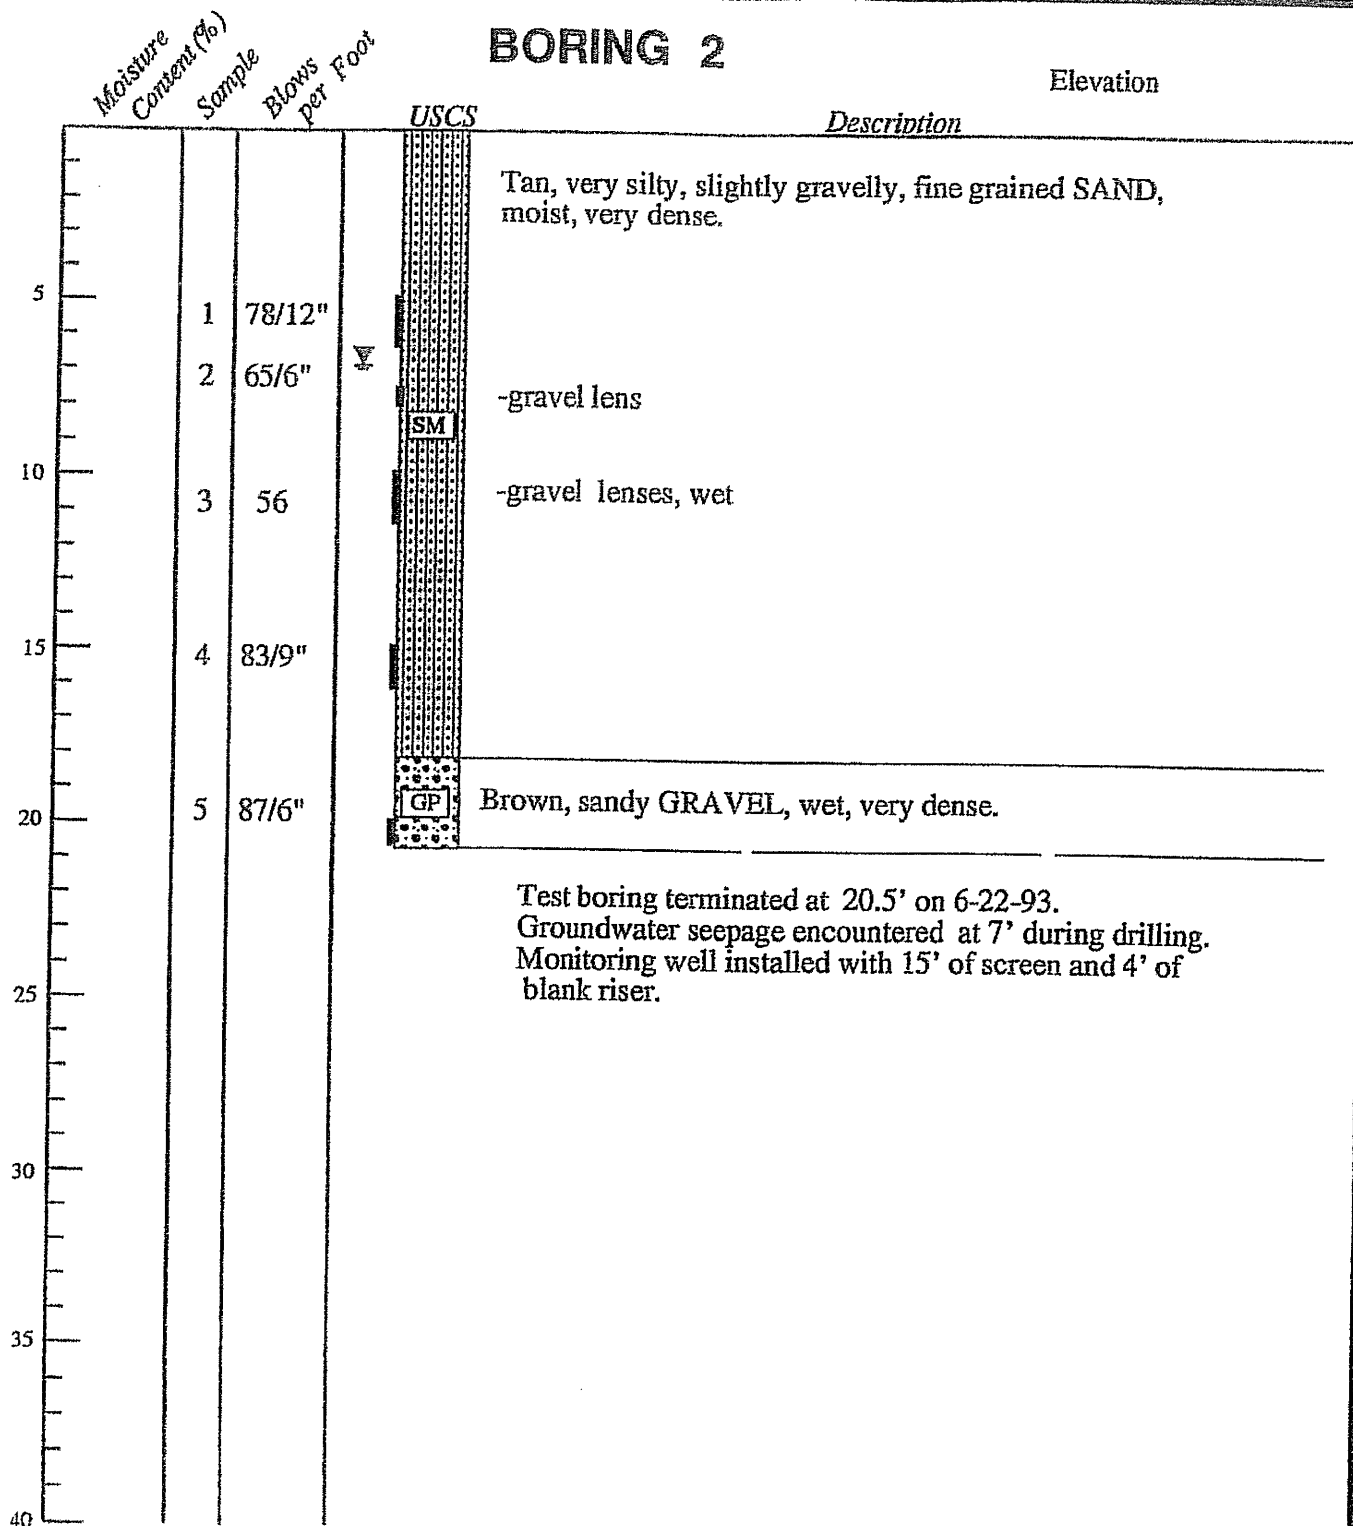 BORING 2
Elevation
Moisture
Content (%)
Sample
Blows
per Foot
USCS
Description
Tan, very silty, slightly gravelly, fine grained SAND,
moist, very dense.
5
1 78/12"
2 65/6"
-gravel lens
SM
10
3 56
-gravel lenses, wet
15
4 83/9"
20
5 87/6"
GP
Brown, sandy GRAVEL, wet, very dense.
Test boring terminated at 20.5' on 6-22-93.
Groundwater seepage encountered at 7' during drilling.
Monitoring well installed with 15' of screen and 4' of
blank riser.
25
30
35
40